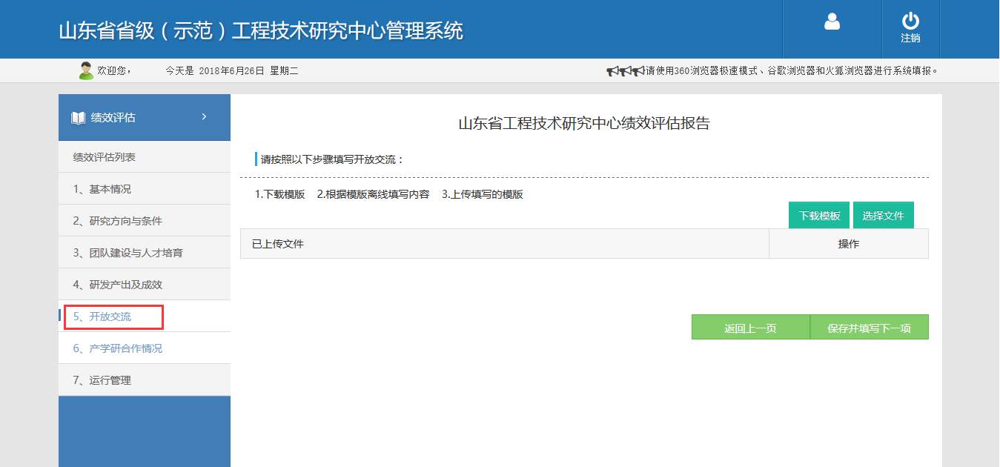 山东省省级（示范）工程技术研究中心管理系统
注销
欢迎您，
今天是 2018年6月26日 星期二
请使用360浏览器极速模式、谷歌浏览器和火狐浏览器进行系统填报。
绩效评估
绩效评估列表
1、基本情况
2、研究方向与条件
3、团队建设与人才培育
4、研发产出及成效
5、开放交流
6、产学研合作情况
7、运行管理
山东省工程技术研究中心绩效评估报告
请按照以下步骤填写开放交流：
1.下载模版 2.根据模版离线填写内容 3.上传填写的模版
下载模板 选择文件
已上传文件 操作
返回上一页 保存并填写下一项